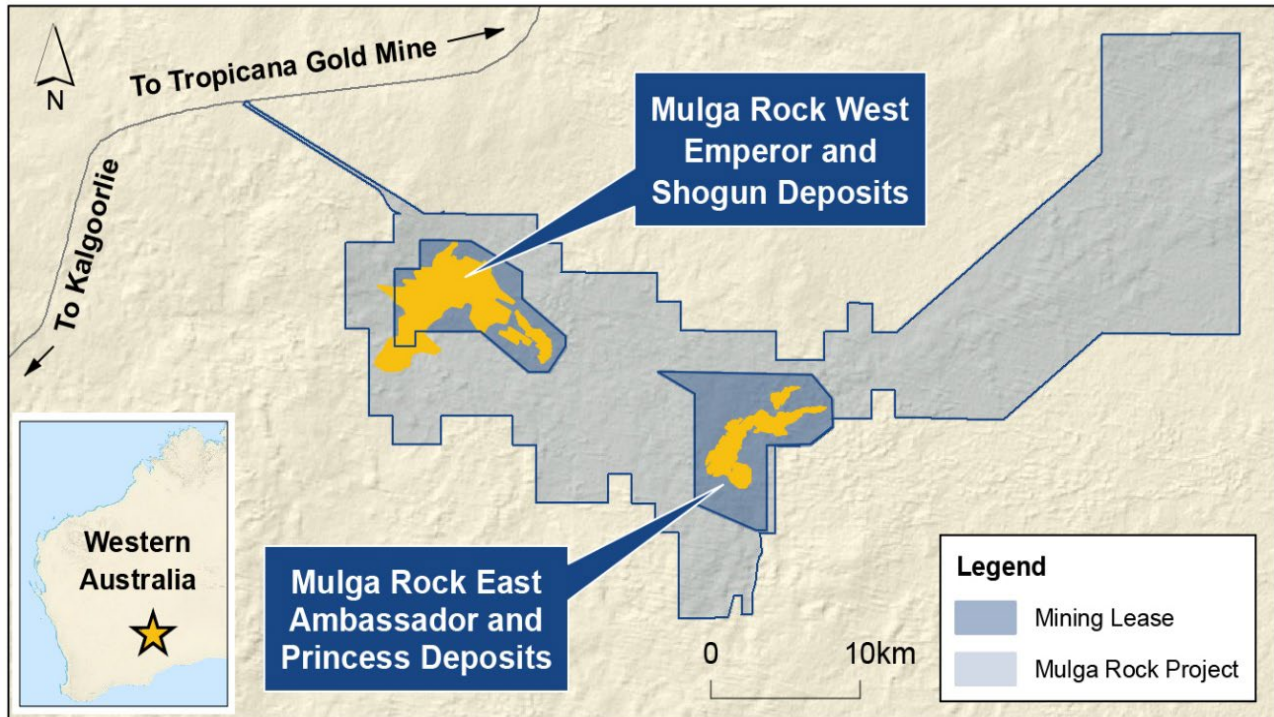 To Tropicana Gold Mine
N
To Kalgoorlie
Mulga Rock West
Emperor and
Shogun Deposits
Western
Australia
Mulga Rock East
Ambassador and
Princess Deposits
0 10km
Legend
Mining Lease
Mulga Rock Project